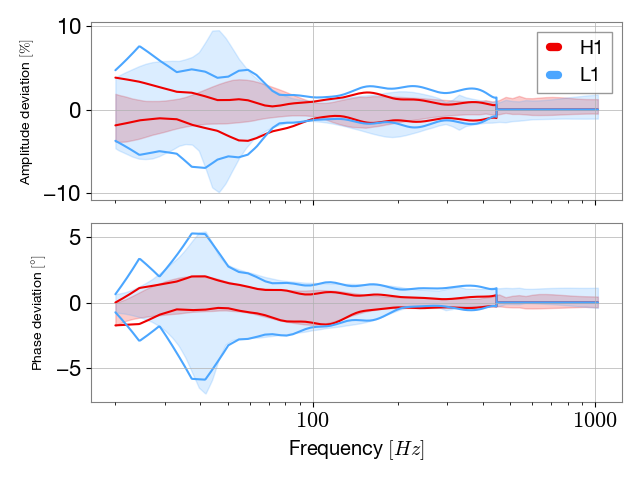 10
0
−10
Amplitude deviation [%]
H1
L1
5
0
−5
Phase deviation [°]
100
1000
Frequency [Hz]